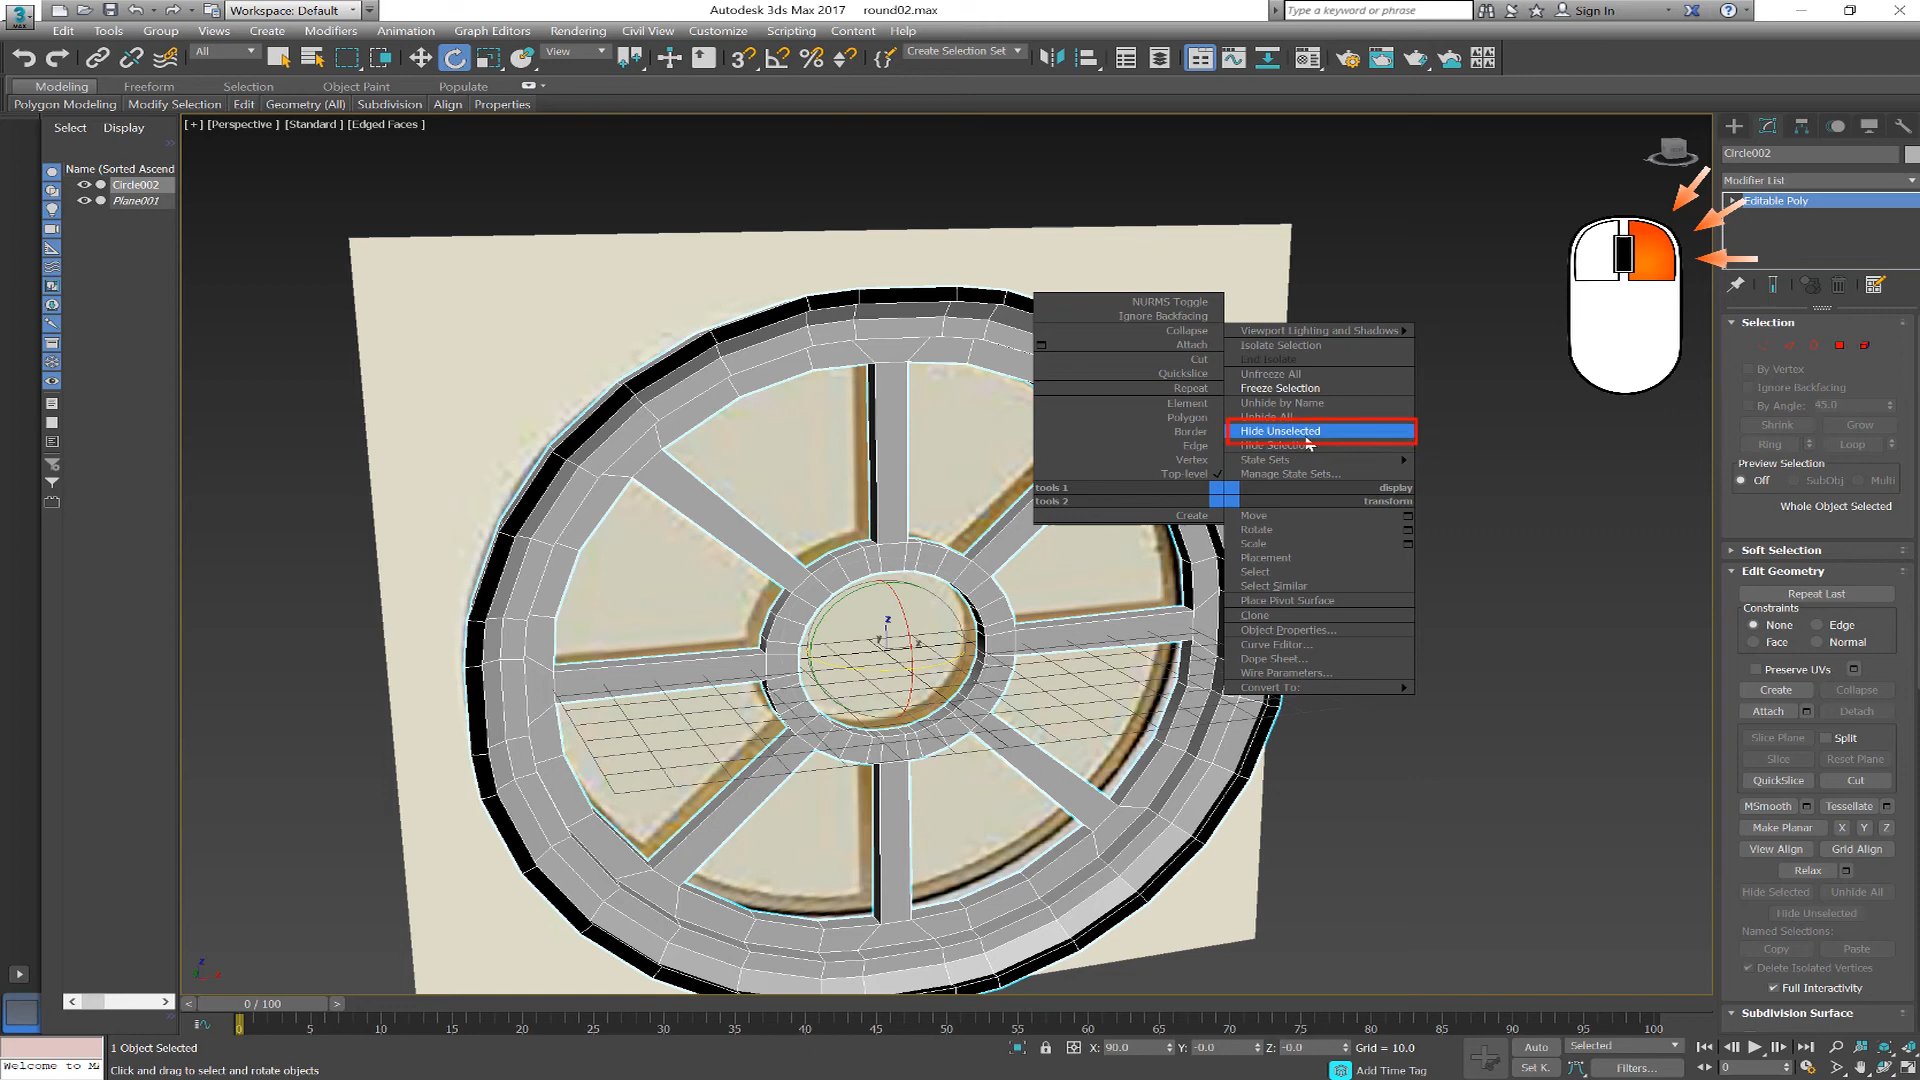 3
MAX
Workspace: Default
Autodesk 3ds Max 2017    round02.max
Type a keyword or phrase
Sign In
Edit Tools Group Views Create Modifiers Animation Graph Editors Rendering Civil View Customize Scripting Content Help
All
View
Create Selection Set
Modeling Freeform Selection Object Paint Populate
Polygon Modeling Modify Selection Edit Geometry (All) Subdivision Align Properties
Select Display
[+] [Perspective ] [Standard ] [Edged Faces ]
Name (Sorted Ascend
Circle002
Plane001
Circle002
Modifier List
Editable Poly
NURMS Toggle
Ignore Backfacing
Collapse
Attach
Cut
Quickslice
Repeat
Element
Polygon
Border
Edge
Vertex
Top-level
tools 1
tools 2
Create
Viewport Lighting and Shadows
Isolate Selection
End Isolate
Unfreeze All
Freeze Selection
Unhide by Name
Unhide All
Hide Unselected
Hide Selection
State Sets
Manage State Sets...
display
transform
Move
Rotate
Scale
Placement
Select
Select Similar
Place Pivot Surface
Clone
Object Properties...
Curve Editor...
Dope Sheet...
Wire Parameters...
Convert To:
z
y
x
Selection
By Vertex
Ignore Backfacing
By Angle: 45.0
Shrink Grow
Ring Loop
Preview Selection
Off SubObj Multi
Whole Object Selected
Soft Selection
Edit Geometry
Repeat Last
Constraints
None Edge
Face Normal
Preserve UVs
Create Collapse
Attach Detach
Slice Plane Split
Slice Reset Plane
QuickSlice Cut
MSmooth Tessellate
Make Planar X Y Z
View Align Grid Align
Relax
Hide Selected Unhide All
Hide Unselected
Named Selections:
Copy Paste
Delete Isolated Vertices
Full Interactivity
Subdivision Surface
z
x
0 / 100
0 5 10 15 20 25 30 35 40 45 50 55 60 65 70 75 80 85 90 95 100
1 Object Selected
X: 90.0 Y: -0.0 Z: -0.0 Grid = 10.0
Auto Selected
Welcome to MA
Click and drag to select and rotate objects
Add Time Tag
Set K. Filters...
0